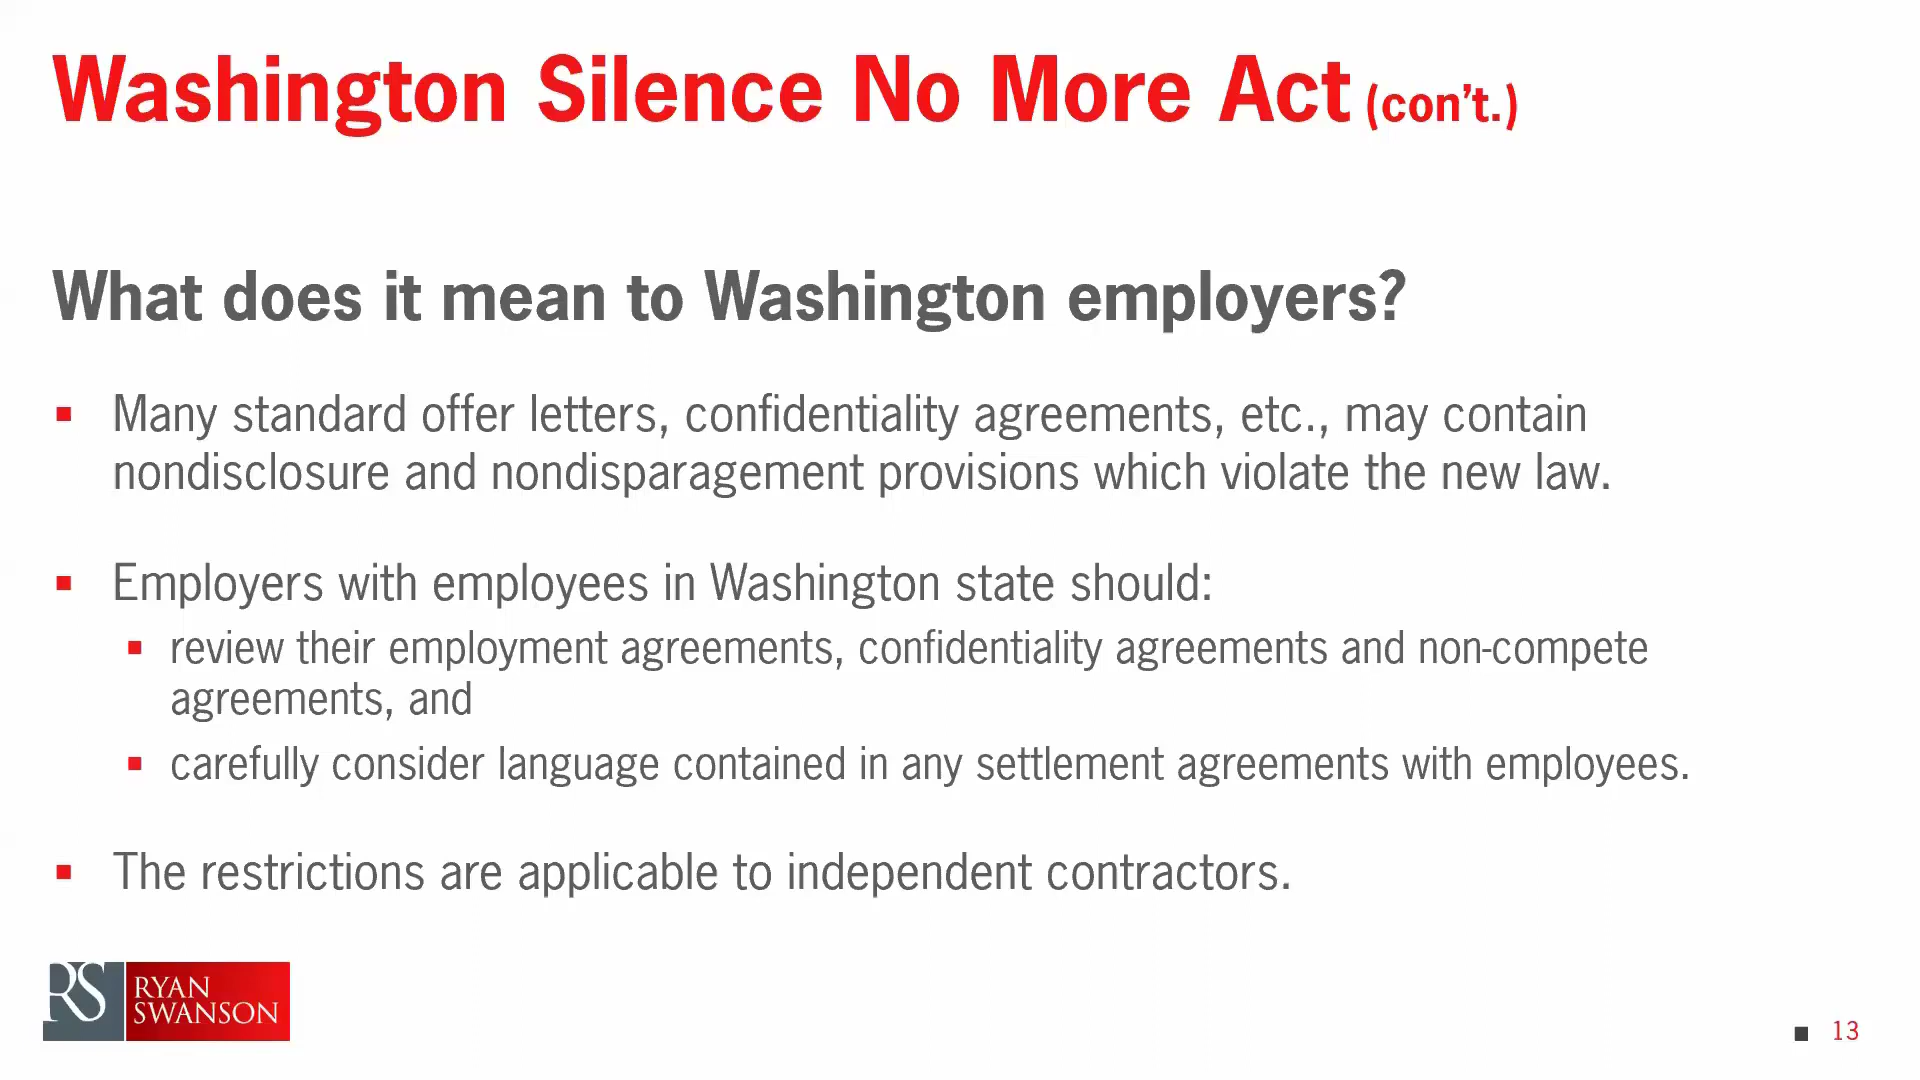 Washington Silence No More Act (con’t.)
What does it mean to Washington employers?
▪ Many standard offer letters, confidentiality agreements, etc., may contain
nondisclosure and nondisparagement provisions which violate the new law.
▪ Employers with employees in Washington state should:
▪ review their employment agreements, confidentiality agreements and non-compete
agreements, and
▪ carefully consider language contained in any settlement agreements with employees.
▪ The restrictions are applicable to independent contractors.
RS RYAN
SWANSON
▪ 13